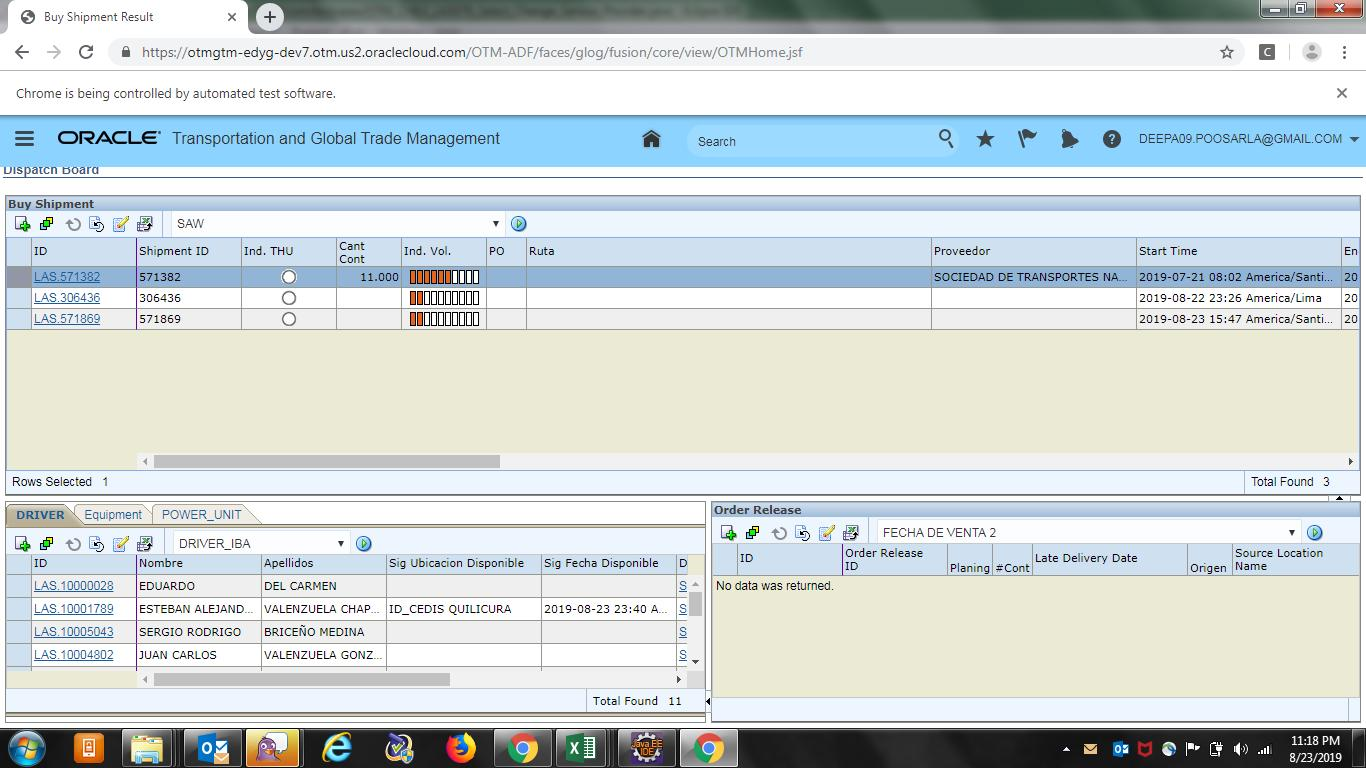 Buy Shipment Result
https://otmgtm-edyg-dev7.otm.us2.oraclecloud.com/OTM-ADF/faces/glog/fusion/core/view/OTMHome.jsf
C
Chrome is being controlled by automated test software.
ORACLE Transportation and Global Trade Management Search DEEPA09.POOSARLA@GMAIL.COM
Dispatch Board
Buy Shipment
SAW
ID Shipment ID Ind. THU Cant Cont Ind. Vol. PO Ruta Proveedor Start Time En
LAS.571382 571382 11.000 SOCIEDAD DE TRANSPORTES NA... 2019-07-21 08:02 America/Santi... 20
LAS.306436 306436 2019-08-22 23:26 America/Lima 20
LAS.571869 571869 2019-08-23 15:47 America/Santi... 20
Rows Selected 1 Total Found 3
DRIVER Equipment POWER_UNIT
DRIVER_IBA
ID Nombre Apellidos Sig Ubicacion Disponible Sig Fecha Disponible D
LAS.10000028 EDUARDO DEL CARMEN S
LAS.10001789 ESTEBAN ALEJAND... VALENZUELA CHAP... ID_CEDIS QUILICURA 2019-08-23 23:40 A... S
LAS.10005043 SERGIO RODRIGO BRICEÑO MEDINA S
LAS.10004802 JUAN CARLOS VALENZUELA GONZ... S
Total Found 11
Order Release
FECHA DE VENTA 2
ID Order Release ID Planing #Cont Late Delivery Date Origen Source Location Name
No data was returned.
Java EE IDE
11:18 PM
8/23/2019